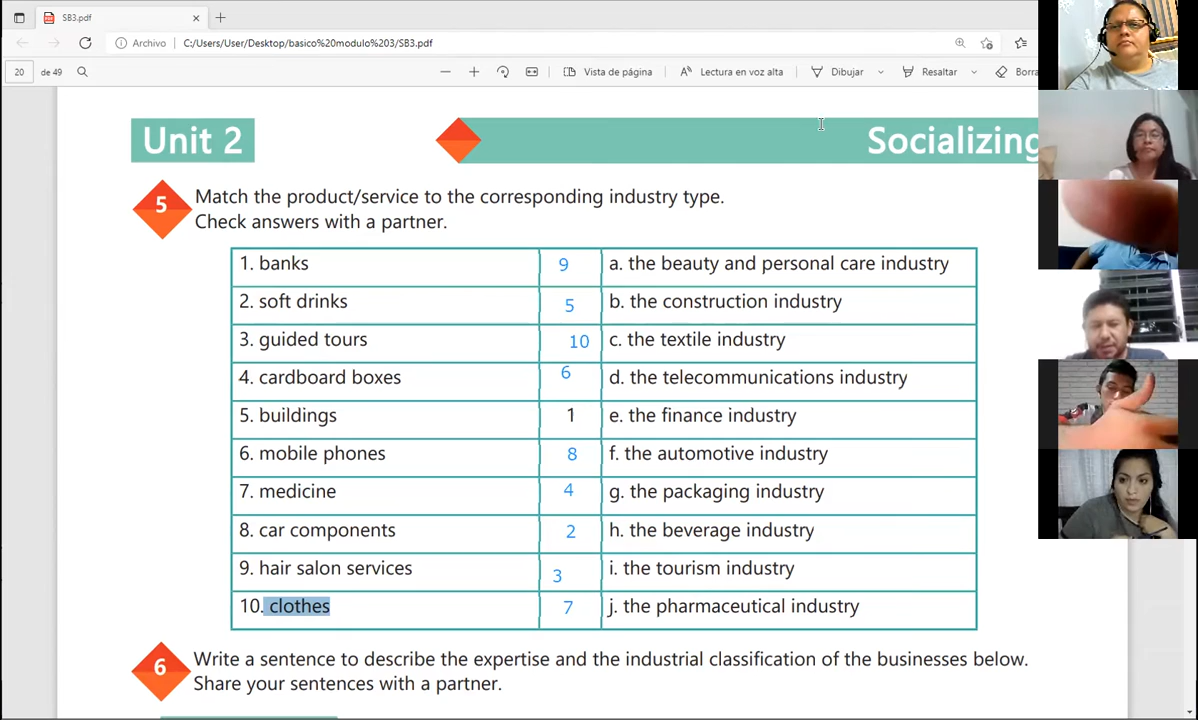 SB3.pdf
Archivo C:/Users/User/Desktop/basico%20modulo%203/SB3.pdf
20 de 49 Vista de página Lectura en voz alta Dibujar Resaltar Borra
Unit 2 Socializing
5 Match the product/service to the corresponding industry type.
Check answers with a partner.
1. banks 9 a. the beauty and personal care industry
2. soft drinks 5 b. the construction industry
3. guided tours 10 c. the textile industry
4. cardboard boxes 6 d. the telecommunications industry
5. buildings 1 e. the finance industry
6. mobile phones 8 f. the automotive industry
7. medicine 4 g. the packaging industry
8. car components 2 h. the beverage industry
9. hair salon services 3 i. the tourism industry
10. clothes 7 j. the pharmaceutical industry
6 Write a sentence to describe the expertise and the industrial classification of the businesses below.
Share your sentences with a partner.